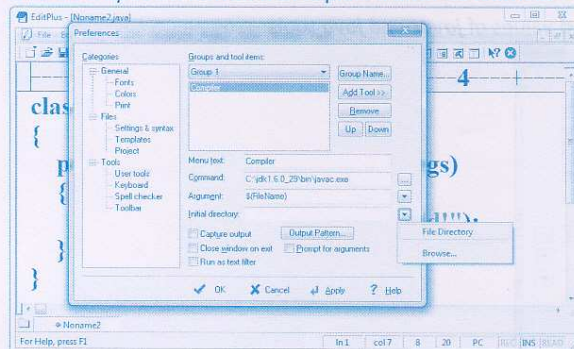 EditPlus - [Noname2.java]
File
Preferences
Categories
General
Fonts
Colors
Print
Files
Settings & syntax
Templates
Project
Tools
User tools
Keyboard
Spell checker
Toolbar
Groups and tool items:
Group 1
Compiler
Group Name...
Add Tool >>
Remove
Up Down
Menu text: Compiler
Command: C:\jdk1.6.0_29\bin\javac.exe
Argument: $(FileName)
Initial directory:
Capture output
Output Pattern...
Close window on exit
Prompt for arguments
Run as text filter
OK Cancel Apply Help
File Directory
Browse...
4
clas
{
gs)
{
");
}
}
Noname2
For Help, press F1
ln 1 col 7 8 20 PC REC INS READ